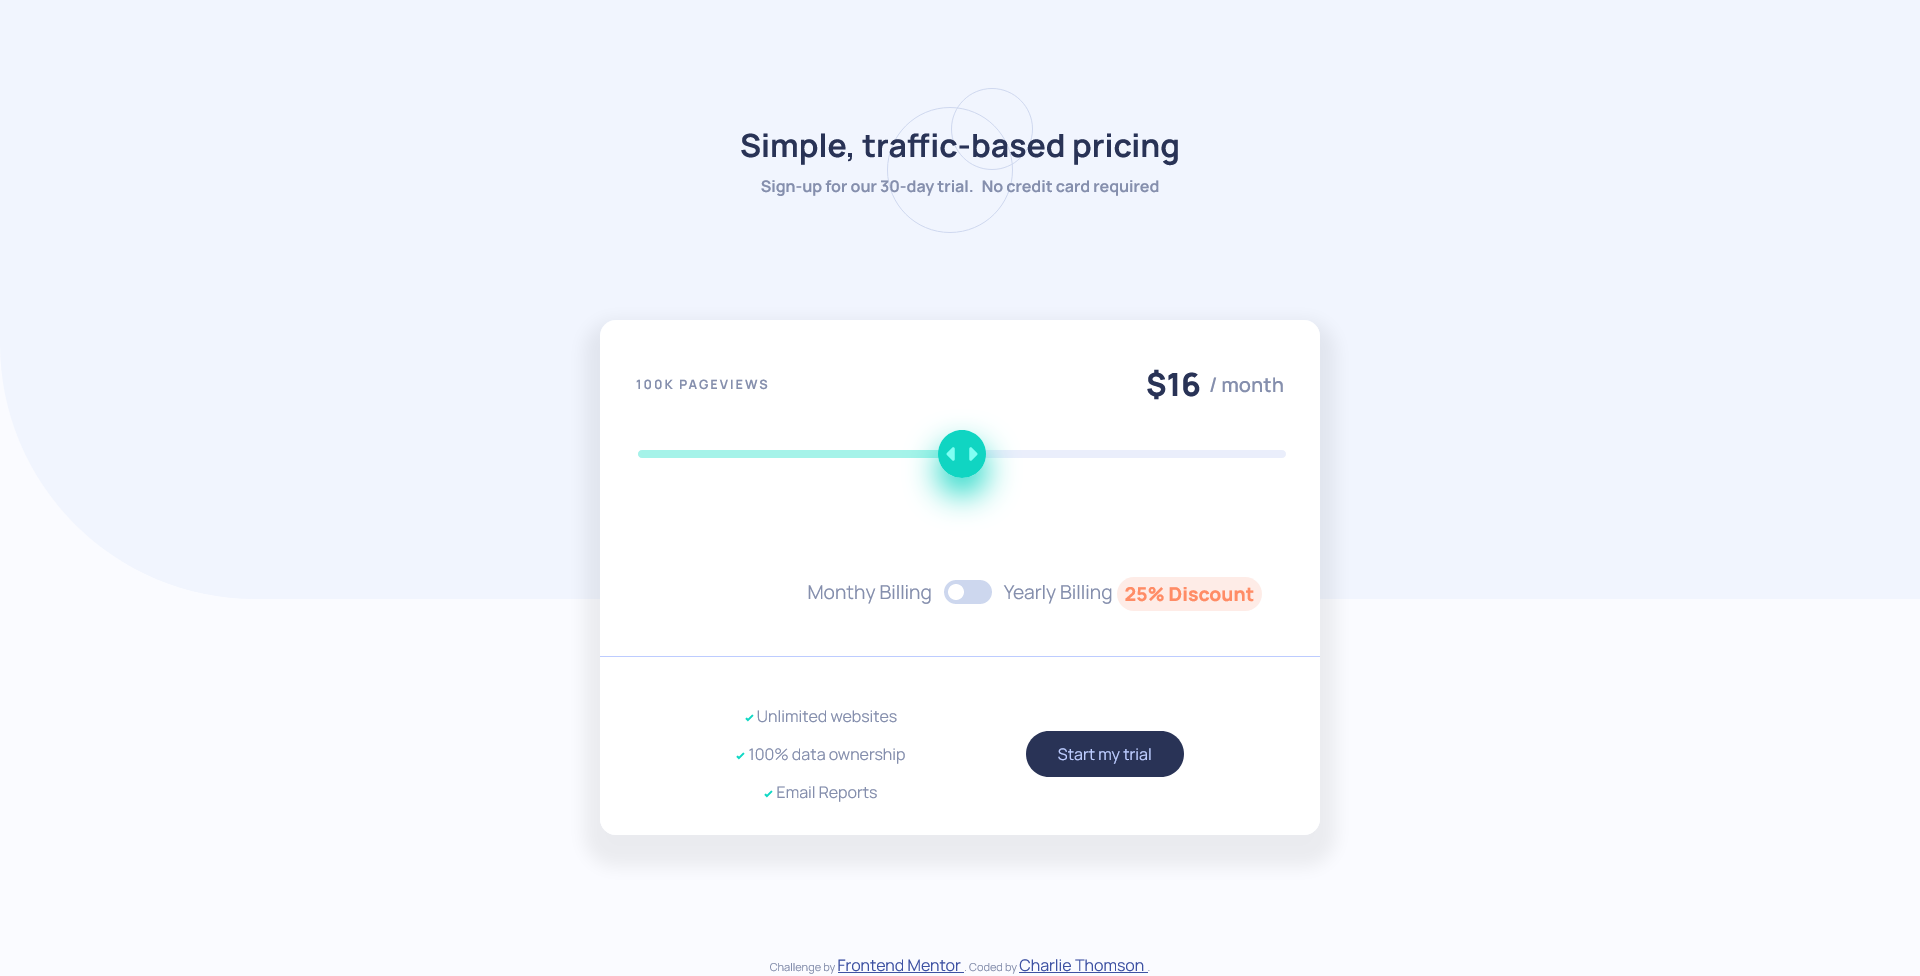 Simple, traffic-based pricing
Sign-up for our 30-day trial. No credit card required
100K PAGEVIEWS
$16 / month
Monthy Billing Yearly Billing 25% Discount
Unlimited websites
100% data ownership
Email Reports
Start my trial
Challenge by Frontend Mentor . Coded by Charlie Thomson .